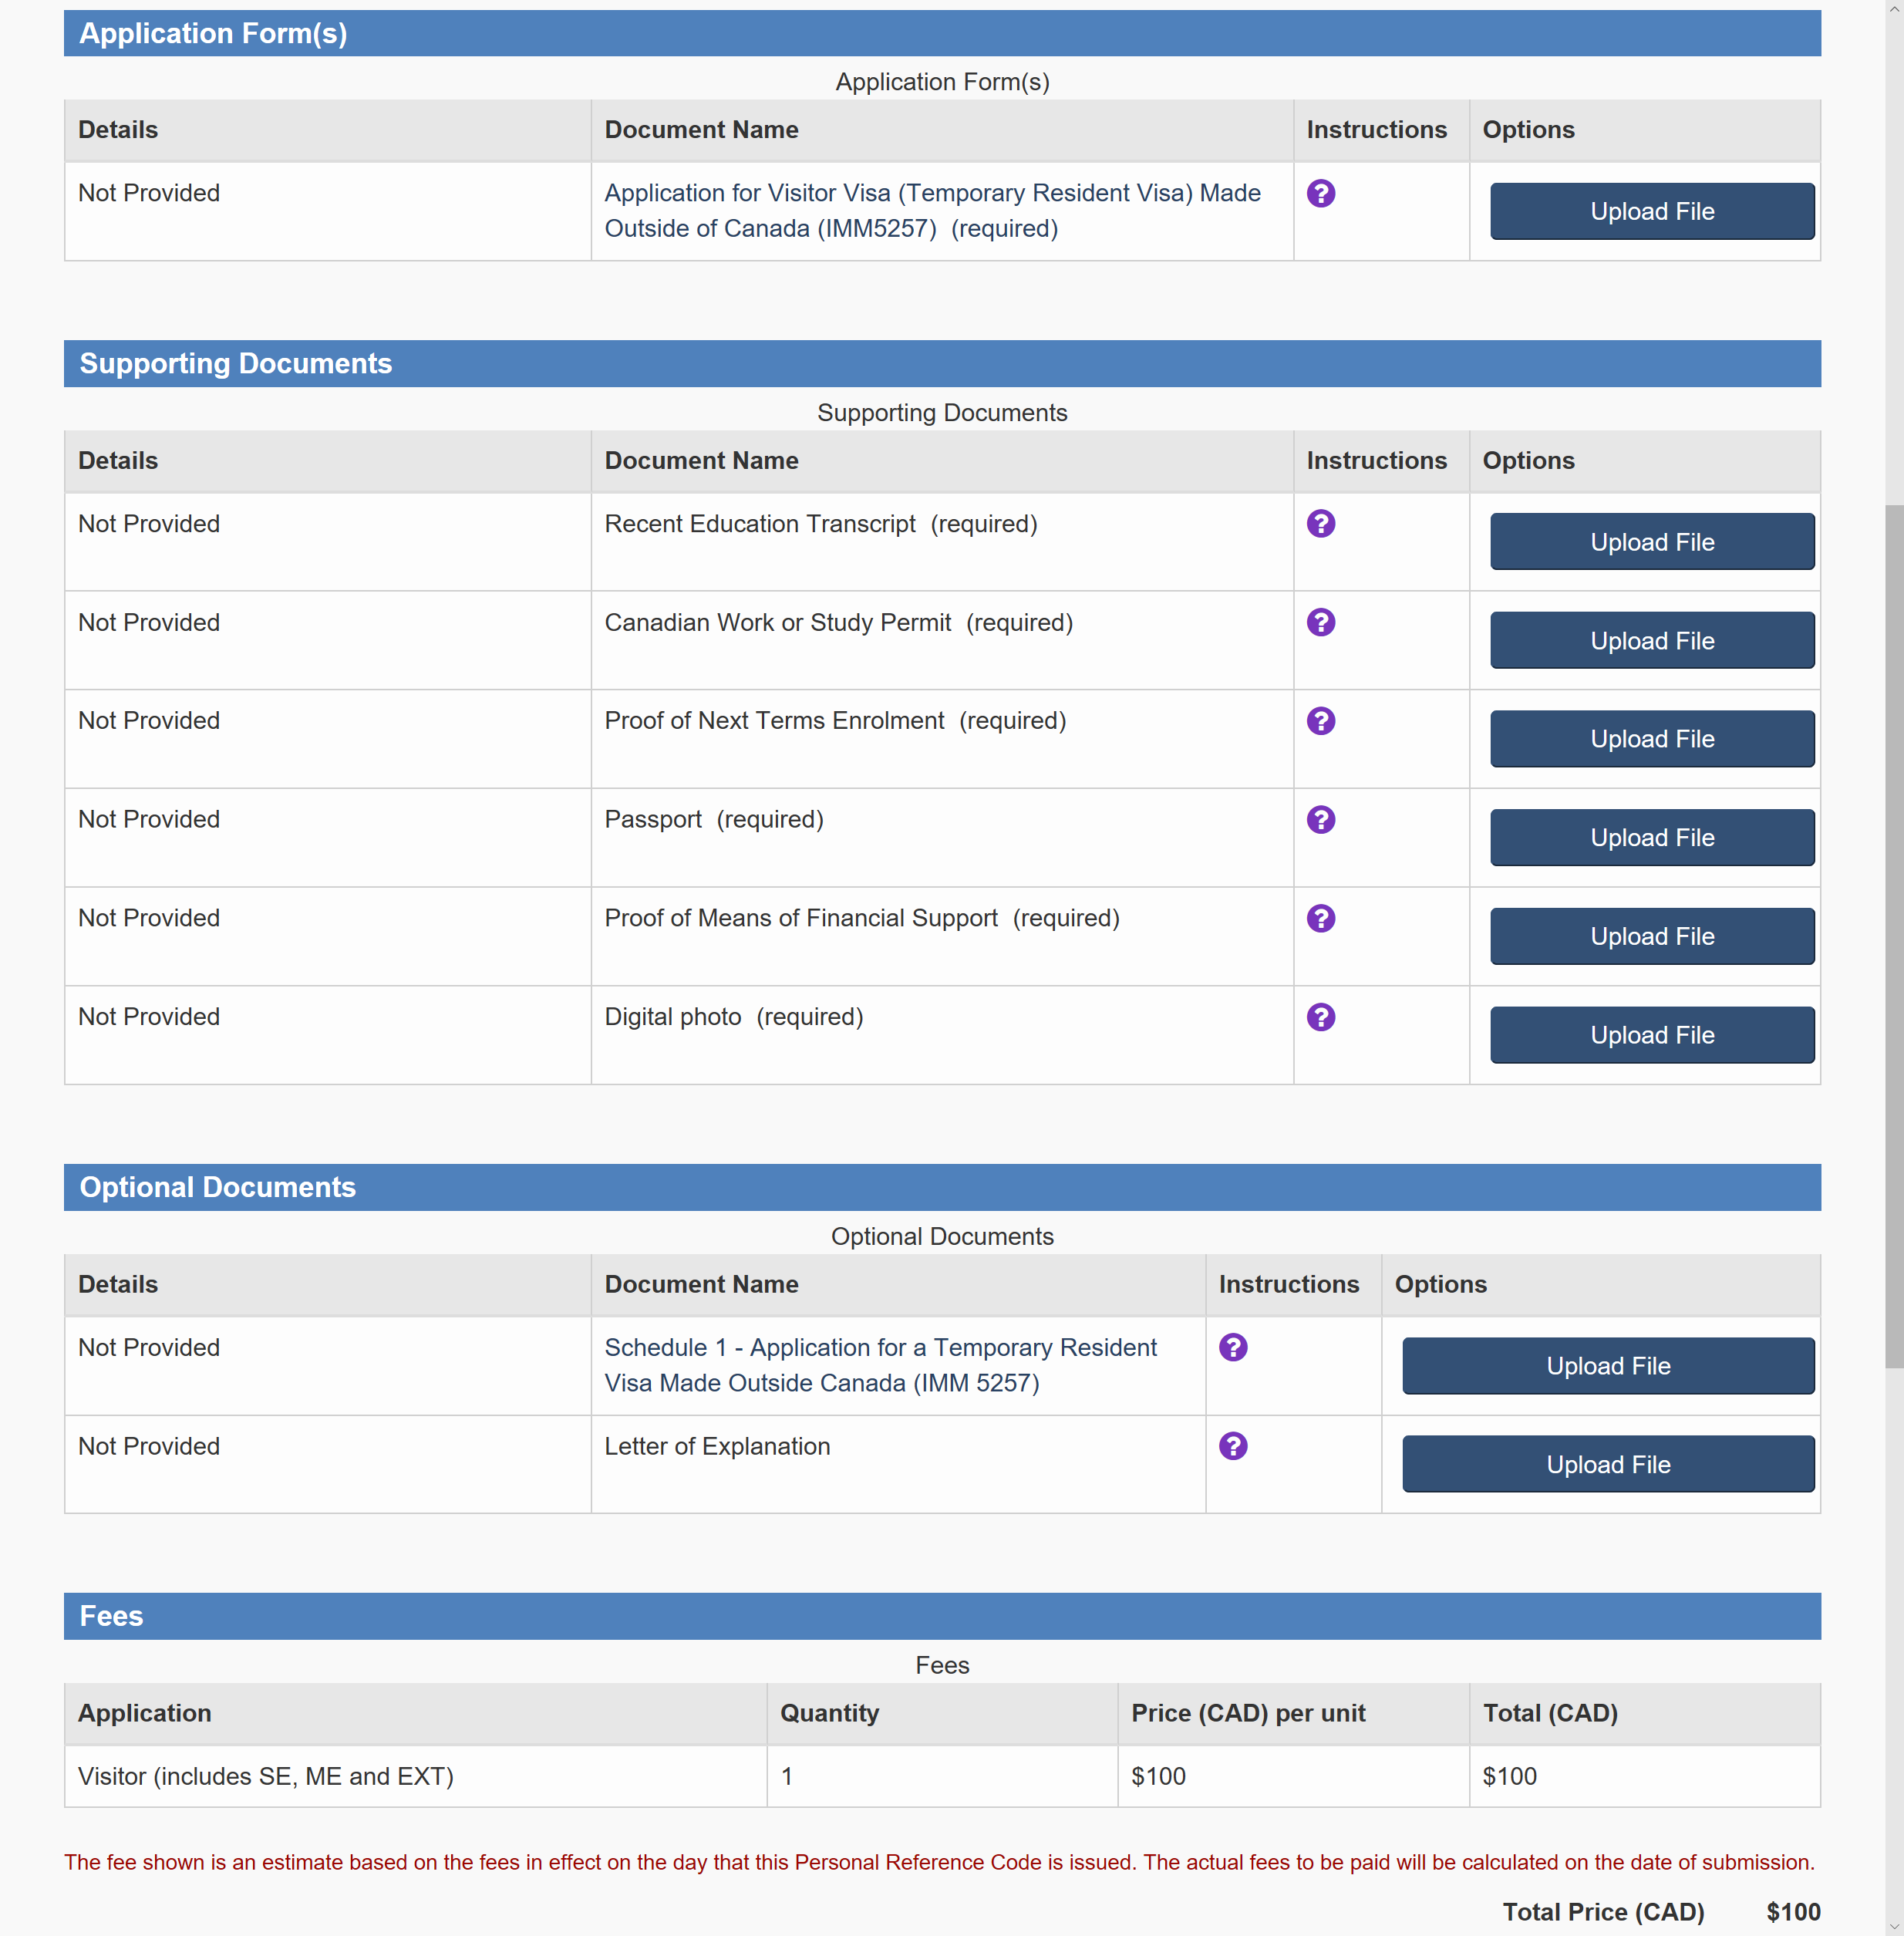 Application Form(s)
Application Form(s)
Details Document Name Instructions Options
Not Provided Application for Visitor Visa (Temporary Resident Visa) Made ? Upload File
Outside of Canada (IMM5257) (required)
Supporting Documents
Supporting Documents
Details Document Name Instructions Options
Not Provided Recent Education Transcript (required) ? Upload File
Not Provided Canadian Work or Study Permit (required) ? Upload File
Not Provided Proof of Next Terms Enrolment (required) ? Upload File
Not Provided Passport (required) ? Upload File
Not Provided Proof of Means of Financial Support (required) ? Upload File
Not Provided Digital photo (required) ? Upload File
Optional Documents
Optional Documents
Details Document Name Instructions Options
Not Provided Schedule 1 - Application for a Temporary Resident ? Upload File
Visa Made Outside Canada (IMM 5257)
Not Provided Letter of Explanation ? Upload File
Fees
Fees
Application Quantity Price (CAD) per unit Total (CAD)
Visitor (includes SE, ME and EXT) 1 $100 $100
The fee shown is an estimate based on the fees in effect on the day that this Personal Reference Code is issued. The actual fees to be paid will be calculated on the date of submission.
Total Price (CAD) $100